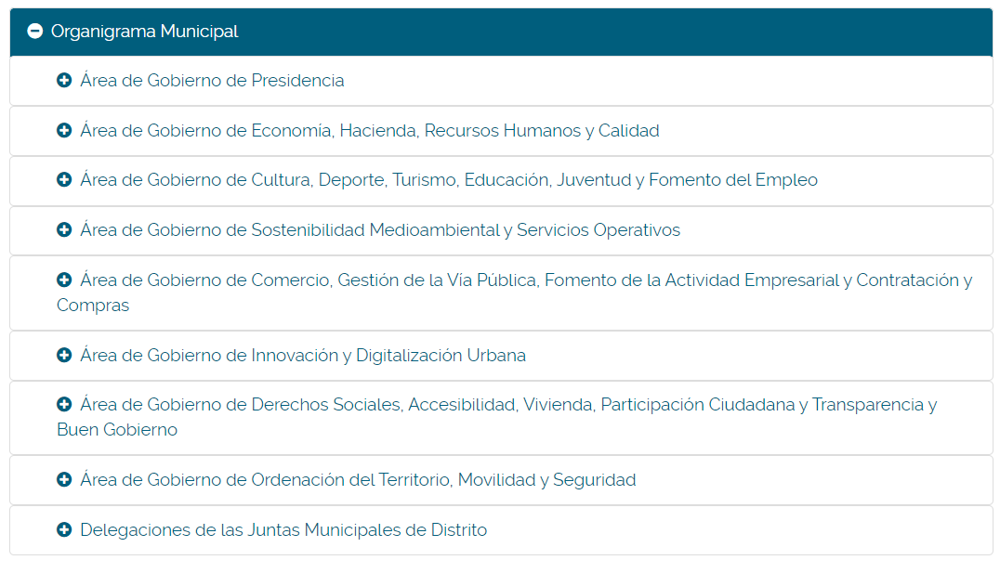 Organigrama Municipal
Área de Gobierno de Presidencia
Área de Gobierno de Economía, Hacienda, Recursos Humanos y Calidad
Área de Gobierno de Cultura, Deporte, Turismo, Educación, Juventud y Fomento del Empleo
Área de Gobierno de Sostenibilidad Medioambiental y Servicios Operativos
Área de Gobierno de Comercio, Gestión de la Vía Pública, Fomento de la Actividad Empresarial y Contratación y
Compras
Área de Gobierno de Innovación y Digitalización Urbana
Área de Gobierno de Derechos Sociales, Accesibilidad, Vivienda, Participación Ciudadana y Transparencia y
Buen Gobierno
Área de Gobierno de Ordenación del Territorio, Movilidad y Seguridad
Delegaciones de las Juntas Municipales de Distrito